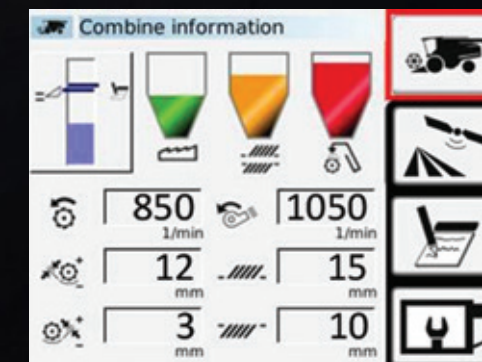 Combine information
850 1050
1/min 1/min
12 15
mm mm
3 10
mm mm